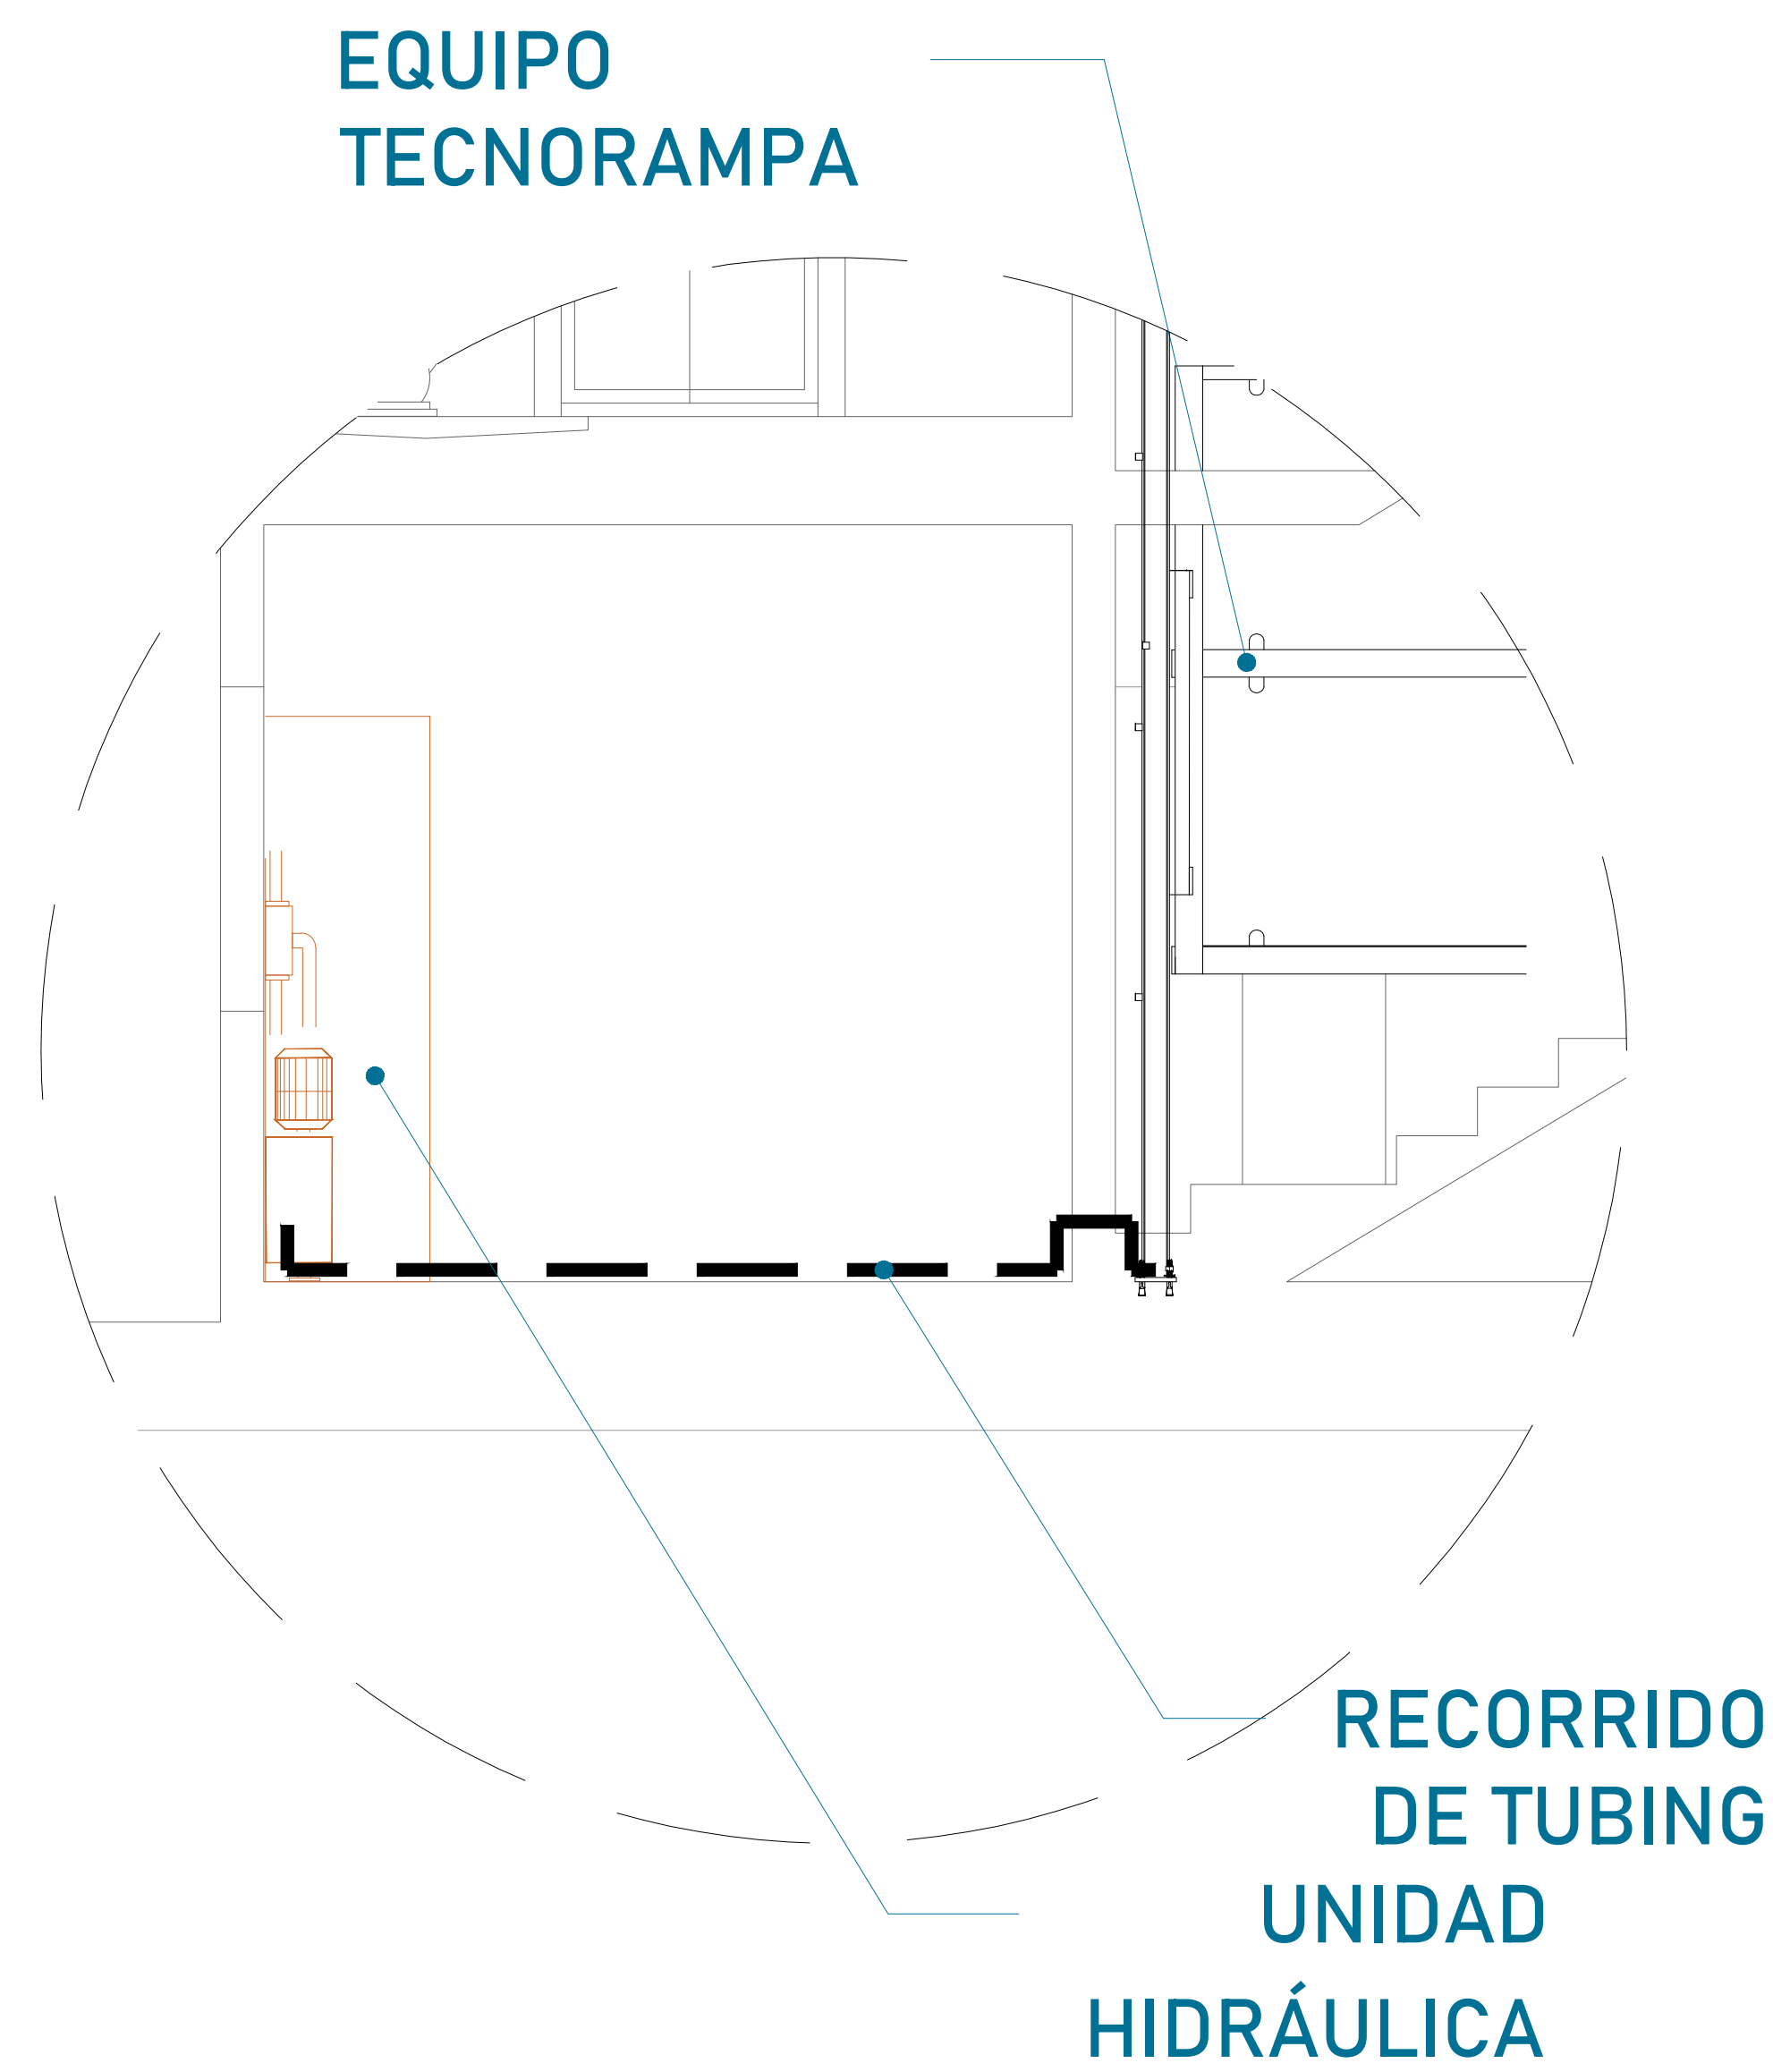 EQUIPO
TECNORAMPA
RECORRIDO
DE TUBING
UNIDAD
HIDRÁULICA